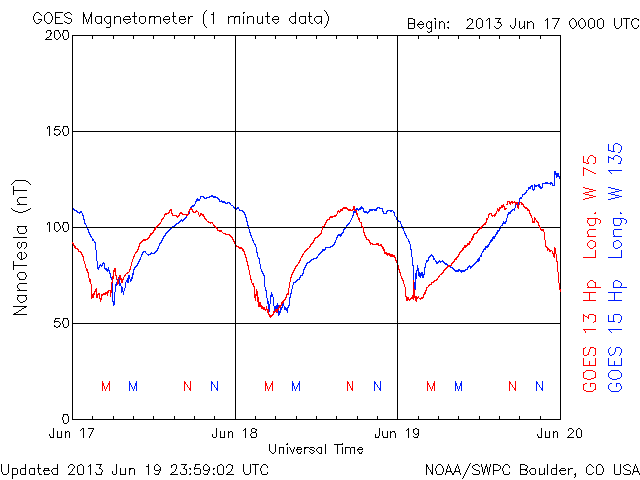 GOES Magnetometer (1 minute data)
Begin: 2013 Jun 17 0000 UTC
200
150
100
50
0
NanoTesla (nT)
M M N N M M N N M M N N
Jun 17 Jun 18 Jun 19 Jun 20
Universal Time
GOES 13 Hp Long. W 75
GOES 15 Hp Long. W 135
Updated 2013 Jun 19 23:59:02 UTC
NOAA/SWPC Boulder, CO USA